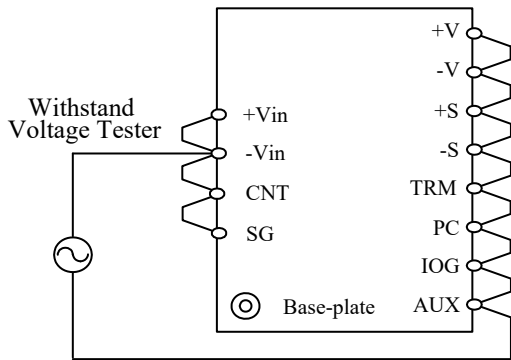 Withstand
Voltage Tester
+Vin
-Vin
CNT
SG
+V
-V
+S
-S
TRM
PC
IOG
AUX
Base-plate